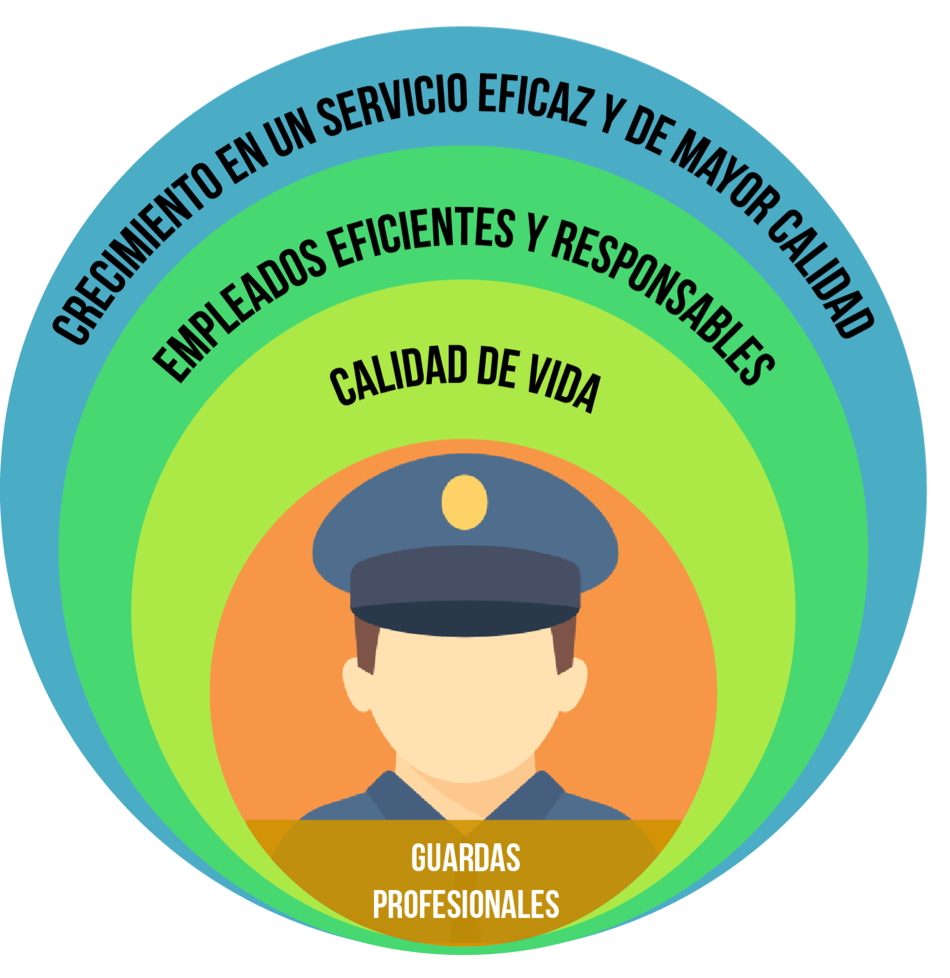 CRECIMIENTO EN UN SERVICIO EFICAZ Y DE MAYOR CALIDAD
EMPLEADOS EFICIENTES Y RESPONSABLES
CALIDAD DE VIDA
GUARDAS
PROFESIONALES